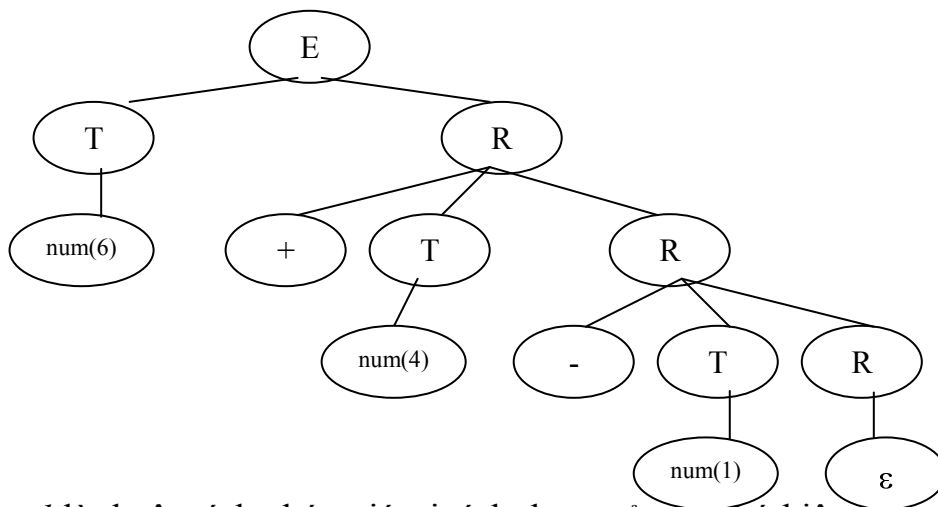 E
T R
num(6) + T R
num(4) - T R
num(1) ε